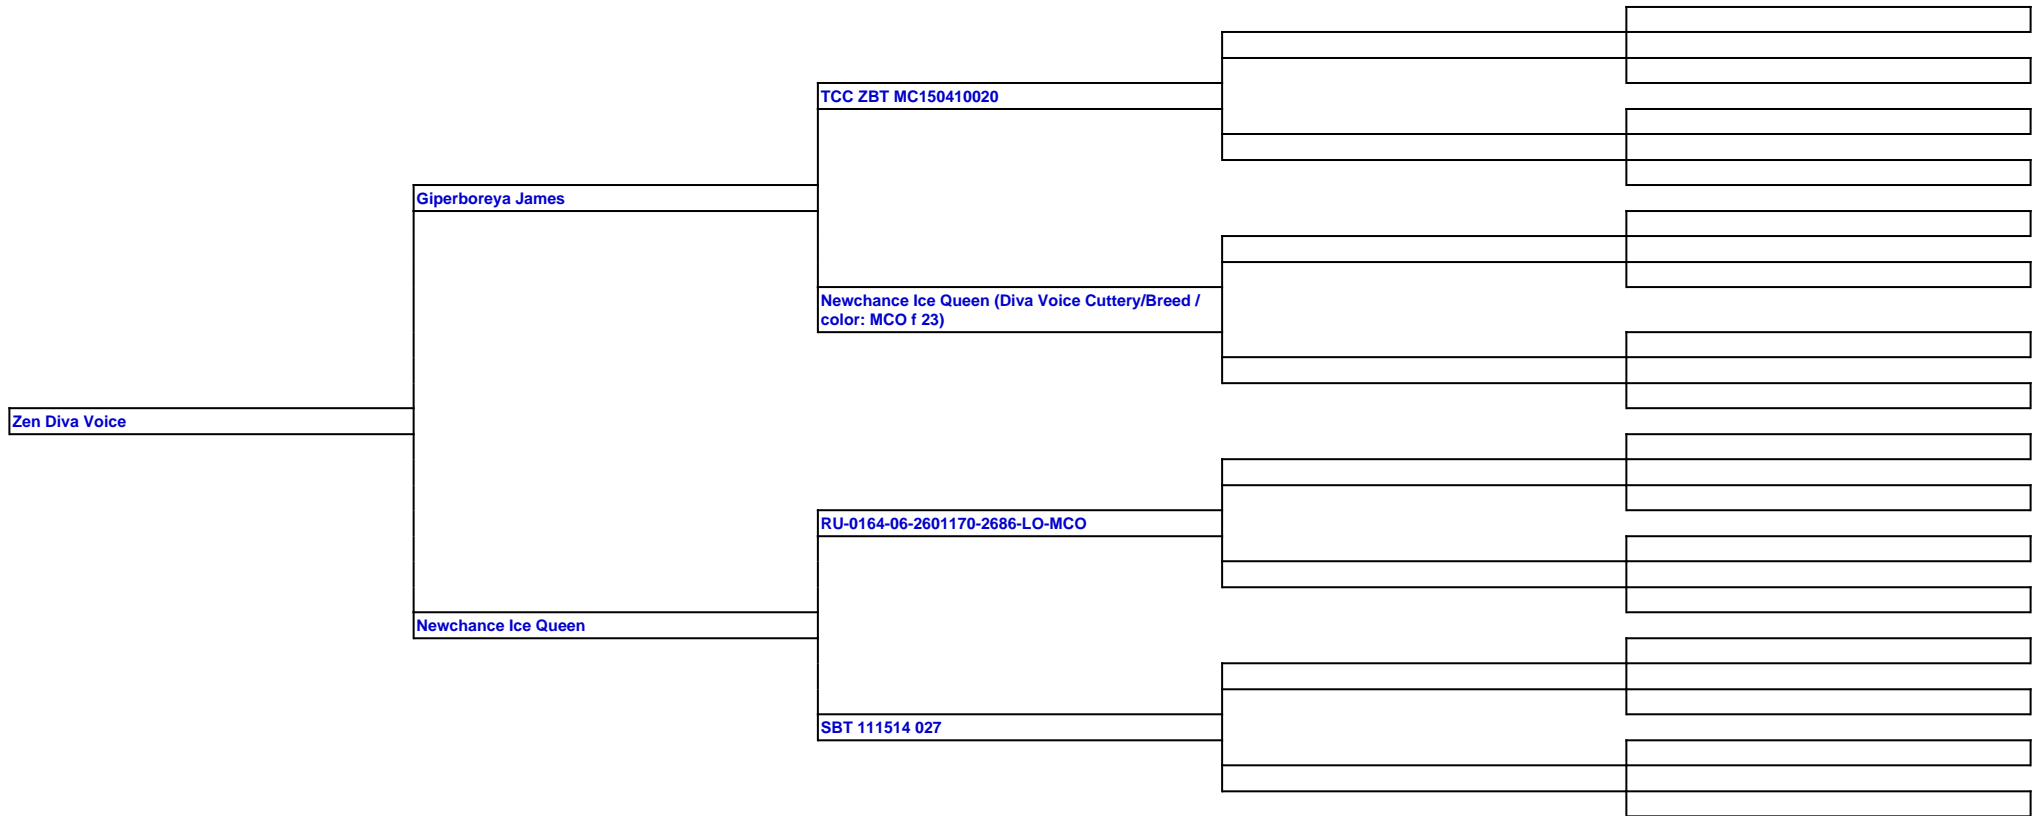 TCC ZBT MC150410020
Giperboreya James
Newchance Ice Queen (Diva Voice Cuttery/Breed /
color: MCO f 23)
Zen Diva Voice
RU-0164-06-2601170-2686-LO-MCO
Newchance Ice Queen
SBT 111514 027